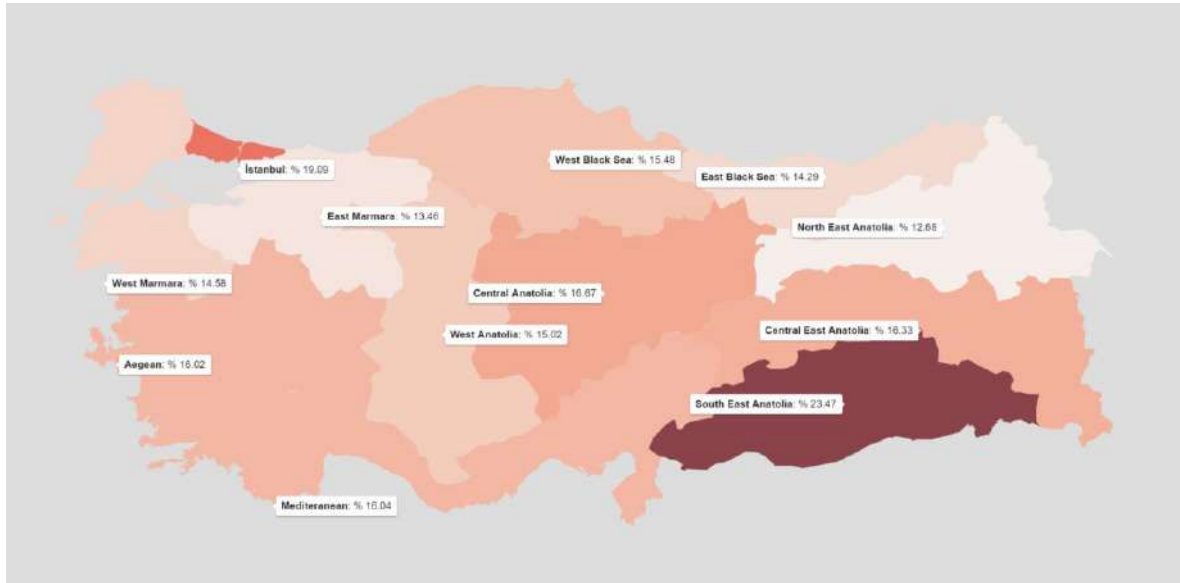 West Black Sea: % 15.48
İstanbul: % 19.09
East Black Sea: % 14.29
East Marmara: % 13.46
North East Anatolia: % 12.66
West Marmara: % 14.58
Central Anatolia: % 16.67
West Anatolia: % 15.02
Central East Anatolia: % 16.33
Aegean: % 16.02
South East Anatolia: % 23.47
Mediteranean: % 16.04